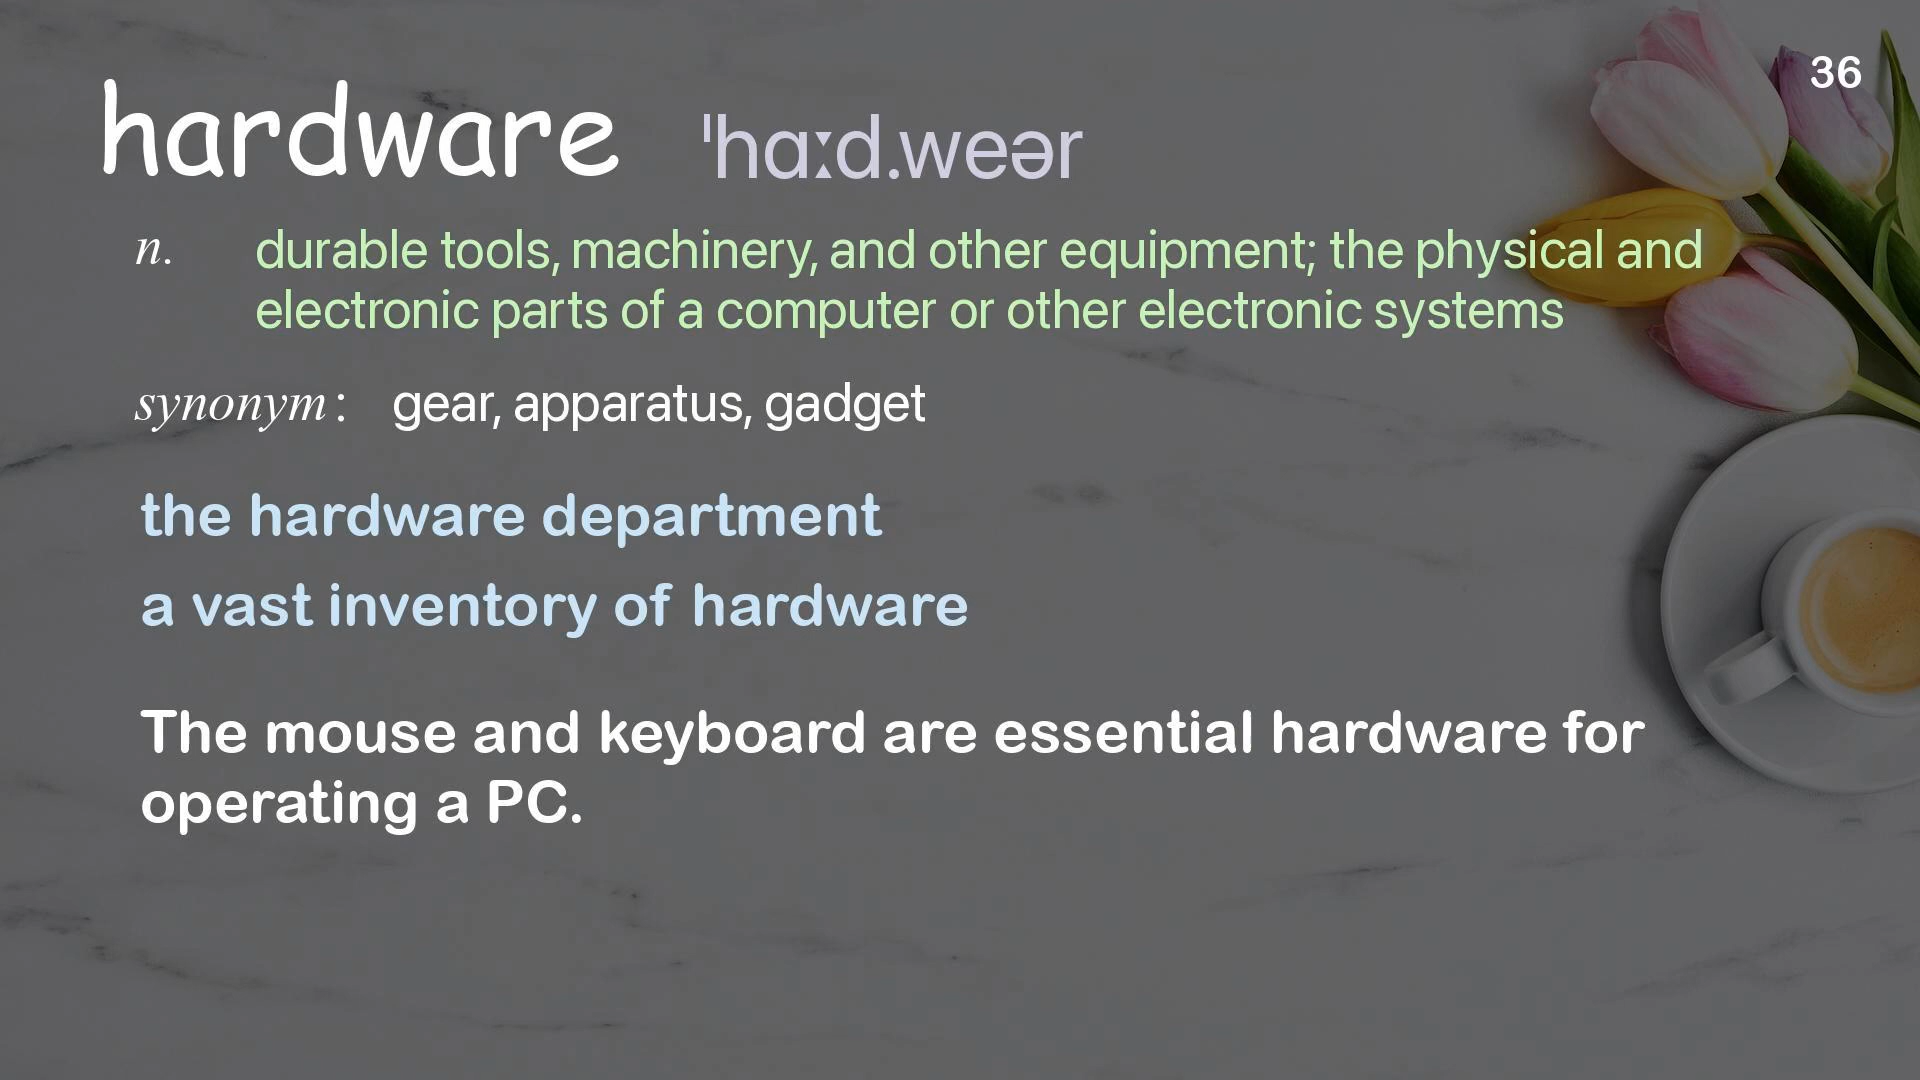 36
hardware ˈhɑːd.weər
n. durable tools, machinery, and other equipment; the physical and
electronic parts of a computer or other electronic systems
synonym: gear, apparatus, gadget
the hardware department
a vast inventory of hardware
The mouse and keyboard are essential hardware for
operating a PC.